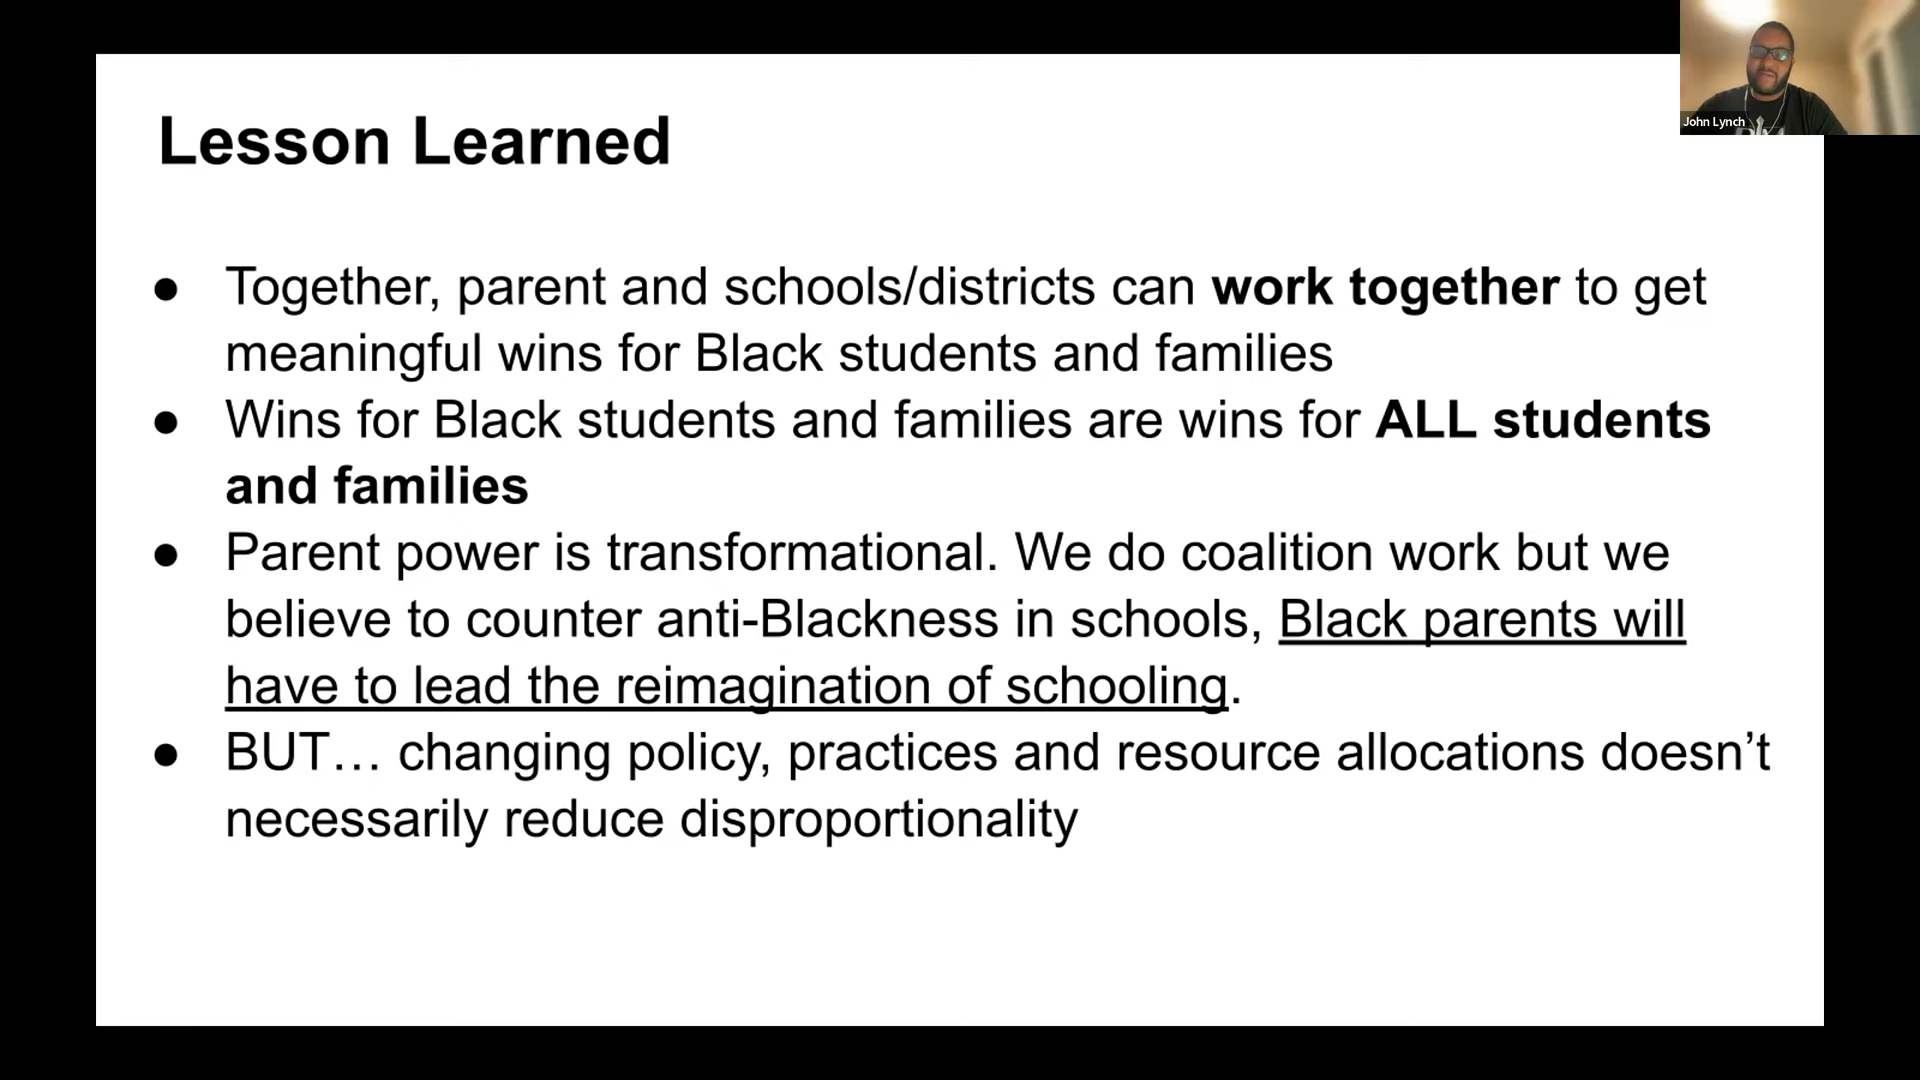 Lesson Learned
● Together, parent and schools/districts can work together to get
meaningful wins for Black students and families
● Wins for Black students and families are wins for ALL students
and families
● Parent power is transformational. We do coalition work but we
believe to counter anti-Blackness in schools, Black parents will
have to lead the reimagination of schooling.
● BUT… changing policy, practices and resource allocations doesn’t
necessarily reduce disproportionality
John Lynch